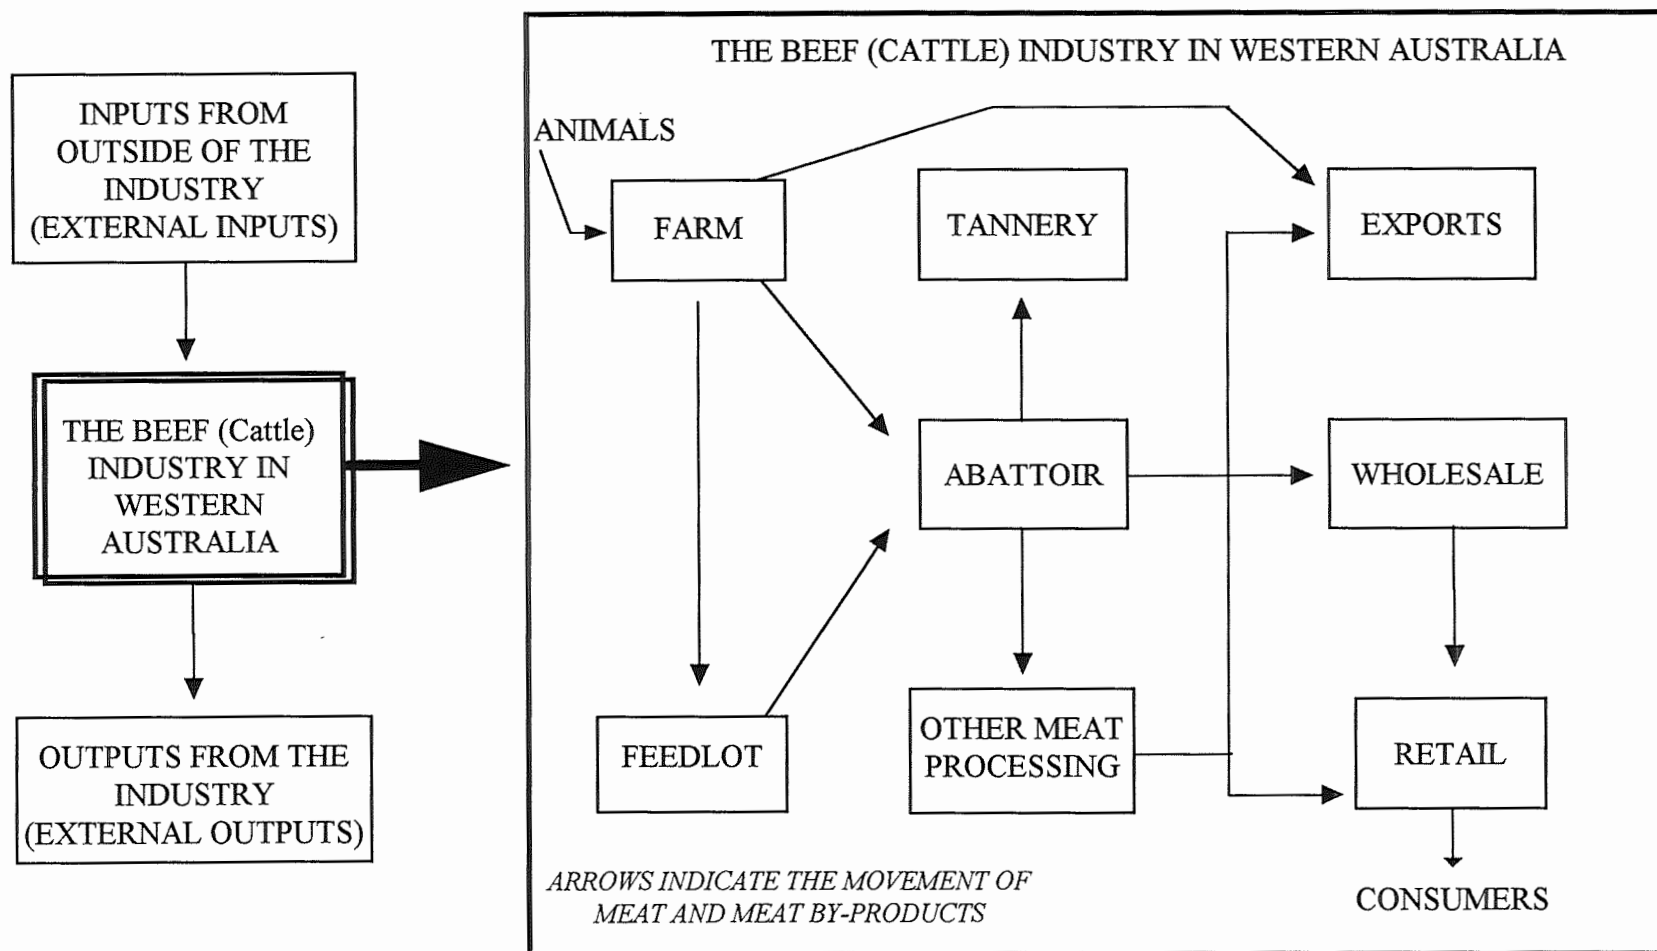 INPUTS FROM
OUTSIDE OF THE
INDUSTRY
(EXTERNAL INPUTS)
THE BEEF (Cattle)
INDUSTRY IN
WESTERN
AUSTRALIA
OUTPUTS FROM THE
INDUSTRY
(EXTERNAL OUTPUTS)
THE BEEF (CATTLE) INDUSTRY IN WESTERN AUSTRALIA
ANIMALS
FARM
TANNERY
EXPORTS
ABATTOIR
WHOLESALE
FEEDLOT
OTHER MEAT
PROCESSING
RETAIL
CONSUMERS
ARROWS INDICATE THE MOVEMENT OF
MEAT AND MEAT BY-PRODUCTS